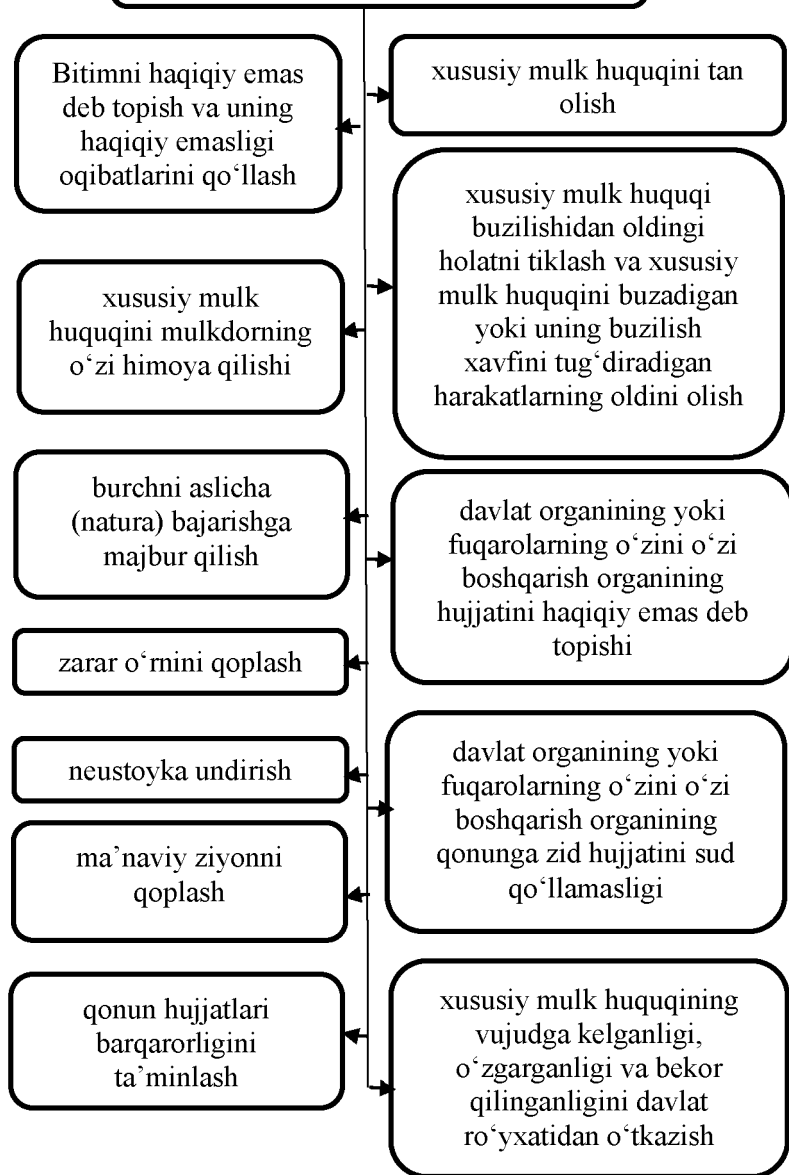 Bitimni haqiqiy emas
deb topish va uning
haqiqiy emasligi
oqibatlarini qo‘llash
xususiy mulk huquqini tan
olish
xususiy mulk huquqi
buzilishidan oldingi
holatni tiklash va xususiy
mulk huquqini buzadigan
yoki uning buzilish
xavfini tug‘diradigan
harakatlarning oldini olish
xususiy mulk
huquqini mulkdorning
o‘zi himoya qilishi
burchni aslicha
(natura) bajarishga
majbur qilish
davlat organining yoki
fuqarolarning o‘zini o‘zi
boshqarish organining
hujjatini haqiqiy emas deb
topishi
zarar o‘rnini qoplash
neustoyka undirish
davlat organining yoki
fuqarolarning o‘zini o‘zi
boshqarish organining
qonunga zid hujjatini sud
qo‘llamasligi
ma’naviy ziyonni
qoplash
qonun hujjatlari
barqarorligini
ta’minlash
xususiy mulk huquqining
vujudga kelganligi,
o‘zgarganligi va bekor
qilinganligini davlat
ro‘yxatidan o‘tkazish